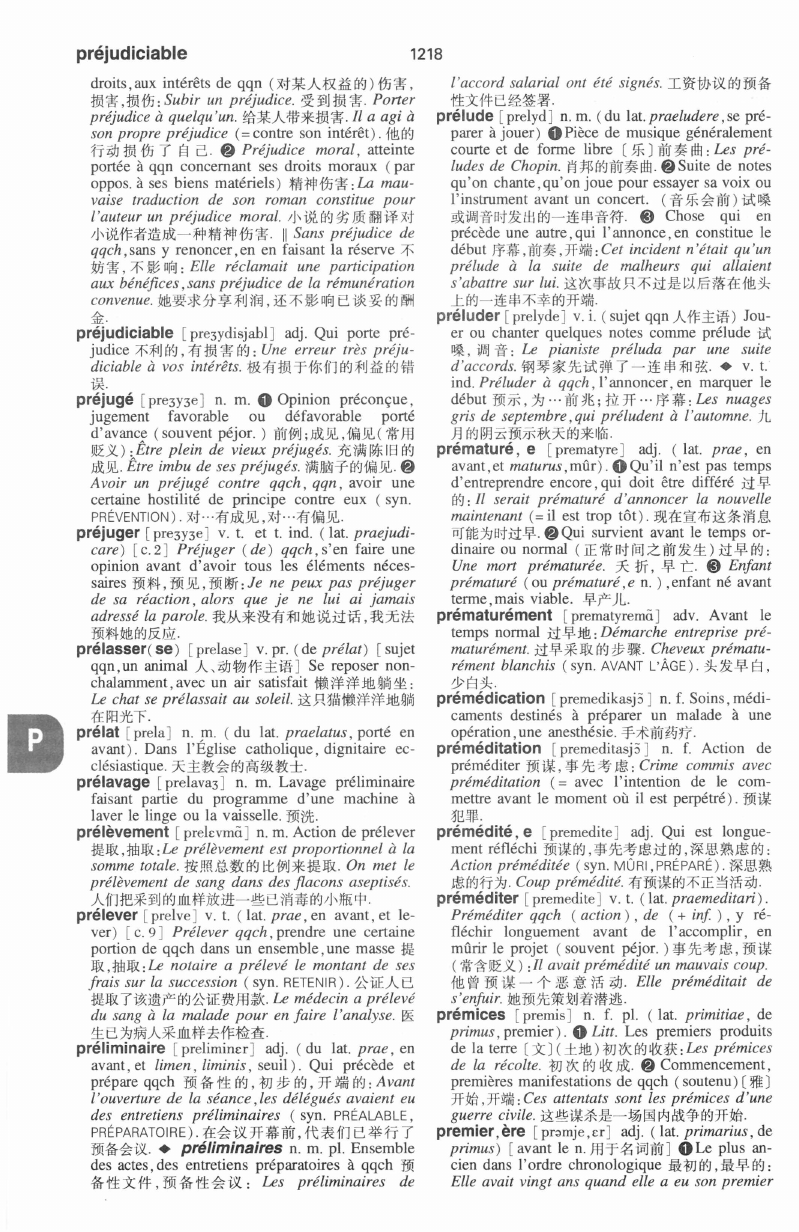 préjudiciable
1218
droits,aux intérêts de qqn (对某人权益的)伤害,
损害,损伤:Subir un préjudice. 受到损害. Porter
préjudice à quelqu'un. 给某人带来损害. Il a agi à
son propre préjudice (=contre son intérêt). 他的
行动损伤了自己. ❷ Préjudice moral, atteinte
portée à qqn concernant ses droits moraux (par
oppos. à ses biens matériels) 精神伤害:La mau-
vaise traduction de son roman constitue pour
l'auteur un préjudice moral. 小说的劣质翻译对
小说作者造成一种精神伤害. ‖ Sans préjudice de
qqch,sans y renoncer,en en faisant la réserve 不
妨害,不影响: Elle réclamait une participation
aux bénéfices,sans préjudice de la rémunération
convenue. 她要求分享利润,还不影响已谈妥的酬
金.
préjudiciable [preʒydisjabl] adj. Qui porte pré-
judice 不利的,有损害的: Une erreur très préju-
diciable à vos intérêts. 极有损于你们的利益的错
误.
préjugé [preʒyʒe] n. m. ❶ Opinion préconçue,
jugement favorable ou défavorable porté
d'avance (souvent péjor.) 前例;成见,偏见(常用
贬义):Être plein de vieux préjugés. 充满陈旧的
成见. Être imbu de ses préjugés. 满脑子的偏见. ❷
Avoir un préjugé contre qqch, qqn, avoir une
certaine hostilité de principe contre eux (syn.
PRÉVENTION). 对…有成见,对…有偏见.
préjuger [preʒyʒe] v. t. et t. ind. (lat. praejudi-
care) [c.2] Préjuger (de) qqch,s'en faire une
opinion avant d'avoir tous les éléments néces-
saires 预料,预见,预断:Je ne peux pas préjuger
de sa réaction, alors que je ne lui ai jamais
adressé la parole. 我从来没有和她说过话,我无法
预料她的反应.
prélasser(se) [prelase] v. pr. (de prélat) [sujet
qqn,un animal 人、动物作主语] Se reposer non-
chalamment,avec un air satisfait 懒洋洋地躺坐:
Le chat se prélassait au soleil. 这只猫懒洋洋地躺
在阳光下.
prélat [prela] n. m. (du lat. praelatus, porté en
avant). Dans l'Église catholique, dignitaire ec-
clésiastique. 天主教会的高级教士.
prélavage [prelavaʒ] n. m. Lavage préliminaire
faisant partie du programme d'une machine à
laver le linge ou la vaisselle. 预洗.
prélèvement [prelɛvmɑ̃] n. m. Action de prélever
提取,抽取:Le prélèvement est proportionnel à la
somme totale. 按照总数的比例来提取. On met le
prélèvement de sang dans des flacons aseptisés.
人们把采到的血样放进一些已消毒的小瓶中.
prélever [prelve] v. t. (lat. prae, en avant, et le-
ver) [c.9] Prélever qqch,prendre une certaine
portion de qqch dans un ensemble,une masse 提
取,抽取:Le notaire a prélevé le montant de ses
frais sur la succession (syn. RETENIR). 公证人已
提取了该遗产的公证费用款. Le médecin a prélevé
du sang à la malade pour en faire l'analyse. 医
生已为病人采血样去作检查.
préliminaire [preliminɛr] adj. (du lat. prae, en
avant, et limen, liminis, seuil). Qui précède et
prépare qqch 预备性的,初步的,开端的:Avant
l'ouverture de la séance,les délégués avaient eu
des entretiens préliminaires (syn. PRÉALABLE,
PRÉPARATOIRE). 在会议开幕前,代表们已举行了
预备会议. ◆ préliminaires n. m. pl. Ensemble
des actes,des entretiens préparatoires à qqch 预
备性文件,预备性会议: Les préliminaires de
P
l'accord salarial ont été signés. 工资协议的预备
性文件已经签署.
prélude [prelyd] n. m. (du lat. praeludere,se pré-
parer à jouer) ❶Pièce de musique généralement
courte et de forme libre〔乐〕前奏曲:Les pré-
ludes de Chopin. 肖邦的前奏曲. ❷Suite de notes
qu'on chante,qu'on joue pour essayer sa voix ou
l'instrument avant un concert. (音乐会前)试嗓
或调音时发出的一连串音符. ❸ Chose qui en
précède une autre,qui l'annonce,en constitue le
début 序幕,前奏,开端:Cet incident n'était qu'un
prélude à la suite de malheurs qui allaient
s'abattre sur lui. 这次事故只不过是以后落在他头
上的一连串不幸的开端.
préluder [prelyde] v. i. (sujet qqn 人作主语) Jou-
er ou chanter quelques notes comme prélude 试
嗓,调音: Le pianiste préluda par une suite
d'accords. 钢琴家先试弹了一连串和弦. ◆ v. t.
ind. Préluder à qqch, l'annoncer, en marquer le
début 预示,为…前兆;拉开…序幕:Les nuages
gris de septembre,qui préludent à l'automne. 九
月的阴云预示秋天的来临.
prématuré, e [prematyre] adj. (lat. prae, en
avant,et maturus,mûr). ❶Qu'il n'est pas temps
d'entreprendre encore,qui doit être différé 过早
的: Il serait prématuré d'annoncer la nouvelle
maintenant (=il est trop tôt). 现在宣布这条消息
可能为时过早. ❷Qui survient avant le temps or-
dinaire ou normal (正常时间之前发生)过早的:
Une mort prématurée. 夭折,早亡. ❸ Enfant
prématuré (ou prématuré,e n.),enfant né avant
terme,mais viable. 早产儿.
prématurément [prematyremɑ̃] adv. Avant le
temps normal 过早地:Démarche entreprise pré-
maturément. 过早采取的步骤. Cheveux prématu-
rément blanchis (syn. AVANT L'ÂGE). 头发早白,
少白头.
prémédication [premedikasjɔ̃] n. f. Soins,médi-
caments destinés à préparer un malade à une
opération,une anesthésie. 手术前药疗.
préméditation [premeditasjɔ̃] n. f. Action de
préméditer 预谋,事先考虑: Crime commis avec
préméditation (= avec l'intention de le com-
mettre avant le moment où il est perpétré). 预谋
犯罪.
prémédité, e [premedite] adj. Qui est longue-
ment réfléchi 预谋的,事先考虑过的,深思熟虑的:
Action préméditée (syn. MÛRI,PRÉPARÉ). 深思熟
虑的行为. Coup prémédité. 有预谋的不正当活动.
préméditer [premedite] v. t. (lat. praemeditari).
Préméditer qqch (action), de (+ inf.), y ré-
fléchir longuement avant de l'accomplir, en
mûrir le projet (souvent péjor.)事先考虑,预谋
(常含贬义):Il avait prémédité un mauvais coup.
他曾预谋一个恶意活动. Elle préméditait de
s'enfuir. 她预先策划着潜逃.
prémices [premis] n. f. pl. (lat. primitiae, de
primus,premier). ❶ Litt. Les premiers produits
de la terre [文](土地)初次的收获:Les prémices
de la récolte. 初次的收成. ❷ Commencement,
premières manifestations de qqch (soutenu)〔雅〕
开始,开端:Ces attentats sont les prémices d'une
guerre civile. 这些谋杀是一场国内战争的开始.
premier,ère [prəmje,ɛr] adj. (lat. primarius, de
primus) [avant le n. 用于名词前] ❶Le plus an-
cien dans l'ordre chronologique 最初的,最早的:
Elle avait vingt ans quand elle a eu son premier